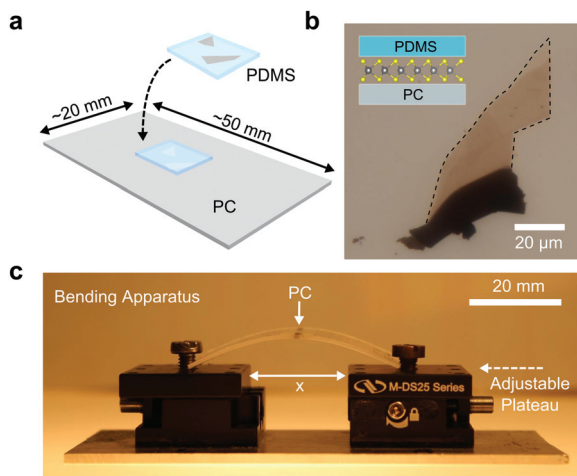 a
PDMS
~20 mm
~50 mm
PC
b
PDMS
PC
20 µm
c
Bending Apparatus
PC
20 mm
x
M-DS25 Series
Adjustable
Plateau